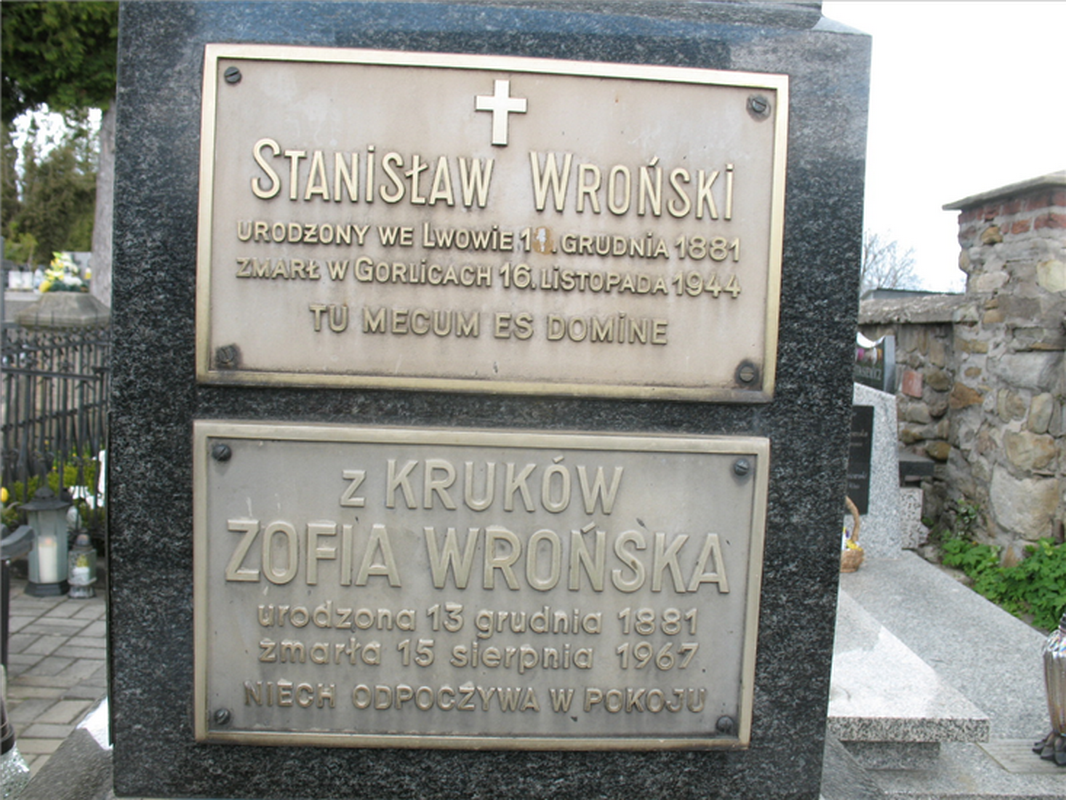 STANISŁAW WROŃSKI
URODZONY WE LWOWIE GRUDNIA 1881
ZMARŁ W GORLICACH 16. LISTOPADA 1944
TU MECUM ES DOMINE
z KRUKÓW
ZOFIA WROŃSKA
urodzona 13 grudnia 1881
zmarła 15 sierpnia 1967
NIECH ODPOCZYWA W POKOJU